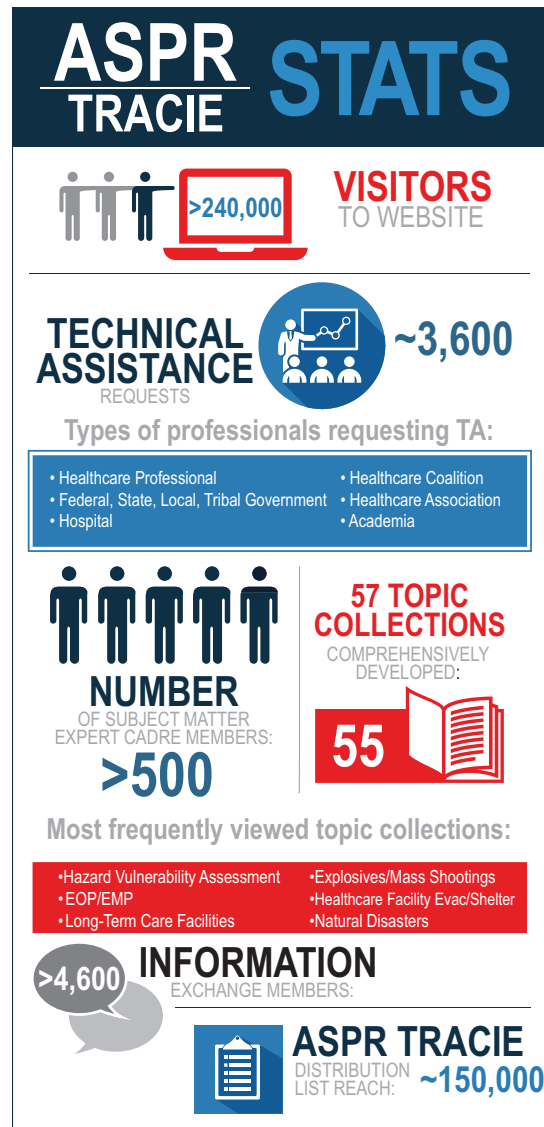 ASPR
TRACIE
STATS
>240,000
VISITORS
TO WEBSITE
TECHNICAL
ASSISTANCE
REQUESTS
~3,600
Types of professionals requesting TA:
• Healthcare Professional
• Federal, State, Local, Tribal Government
• Hospital
• Healthcare Coalition
• Healthcare Association
• Academia
NUMBER
OF SUBJECT MATTER
EXPERT CADRE MEMBERS:
>500
57 TOPIC
COLLECTIONS
COMPREHENSIVELY
DEVELOPED:
55
Most frequently viewed topic collections:
•Hazard Vulnerability Assessment
•EOP/EMP
•Long-Term Care Facilities
•Explosives/Mass Shootings
•Healthcare Facility Evac/Shelter
•Natural Disasters
>4,600
INFORMATION
EXCHANGE MEMBERS:
ASPR TRACIE
DISTRIBUTION
LIST REACH:
~150,000